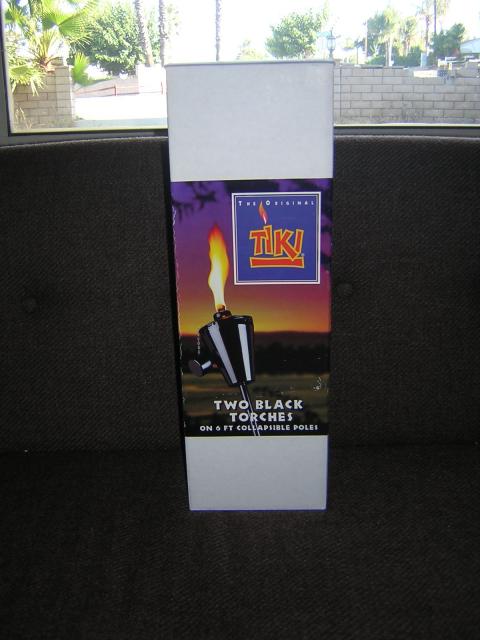 THE ORIGINAL
TIKI
TWO BLACK
TORCHES
ON 6 FT COLLAPSIBLE POLES